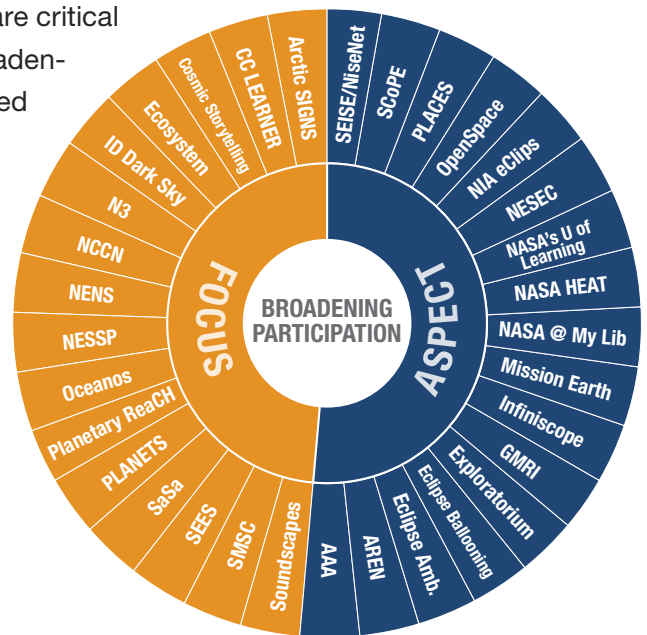 are critical
aden-
ed
BROADENING
PARTICIPATION
FOCUS
ASPECT
SEISE/NiseNet
SCoPE
PLACES
OpenSpace
NIA eClips
NESEC
NASA's U of
Learning
NASA HEAT
NASA @ My Lib
Mission Earth
Infiniscope
GMRI
Exploratorium
Eclipse Ballooning
Eclipse Amb.
AREN
AAA
Soundscapes
SMSC
SEES
SaSa
PLANETS
Planetary ReaCH
Oceanos
NESSP
NENS
NCCN
N3
ID Dark Sky
Ecosystem
Cosmic Storytelling
CC LEARNER
Arctic SIGNS